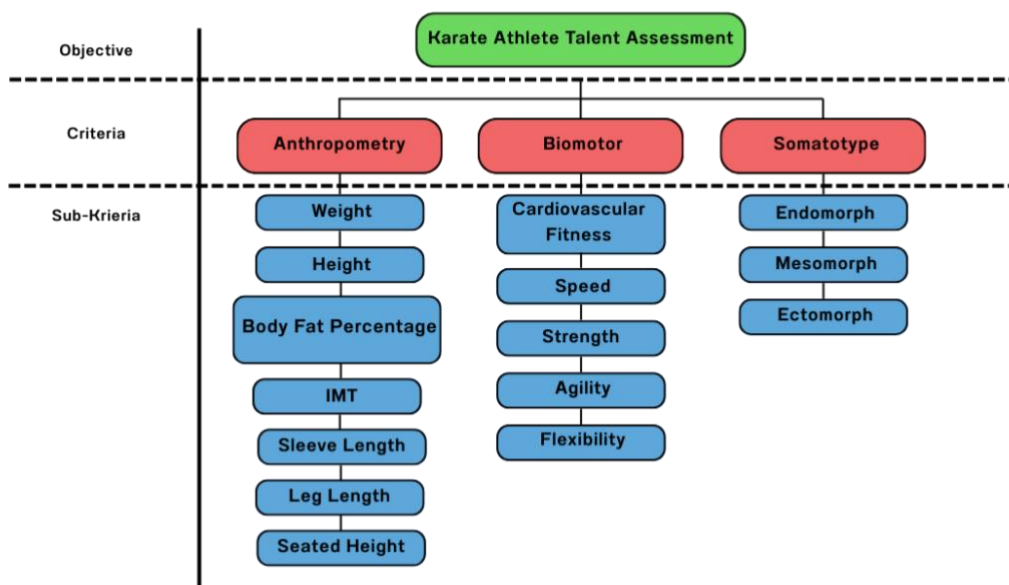 Karate Athlete Talent Assessment
Objective
Criteria
Anthropometry
Biomotor
Somatotype
Sub-Krieria
Weight
Height
Body Fat Percentage
IMT
Sleeve Length
Leg Length
Seated Height
Cardiovascular
Fitness
Speed
Strength
Agility
Flexibility
Endomorph
Mesomorph
Ectomorph